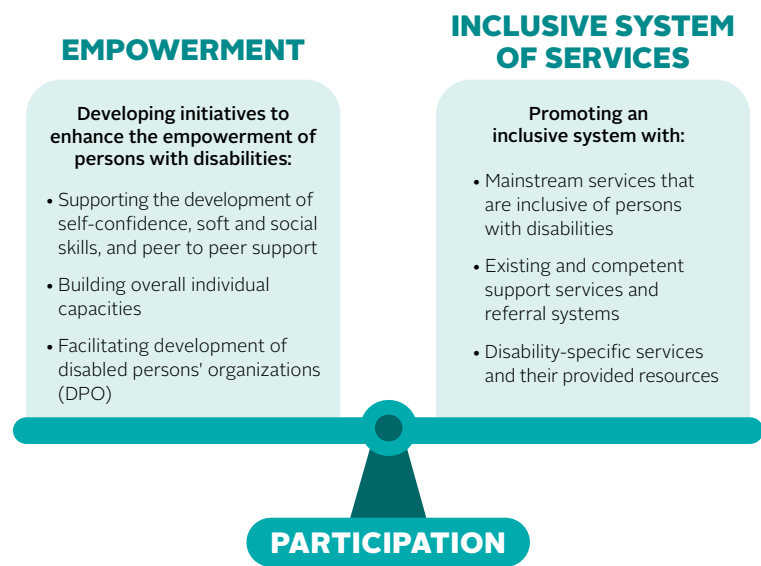 EMPOWERMENT
Developing initiatives to
enhance the empowerment of
persons with disabilities:
• Supporting the development of
self-confidence, soft and social
skills, and peer to peer support
• Building overall individual
capacities
• Facilitating development of
disabled persons' organizations
(DPO)
INCLUSIVE SYSTEM
OF SERVICES
Promoting an
inclusive system with:
• Mainstream services that
are inclusive of persons
with disabilities
• Existing and competent
support services and
referral systems
• Disability-specific services
and their provided resources
PARTICIPATION